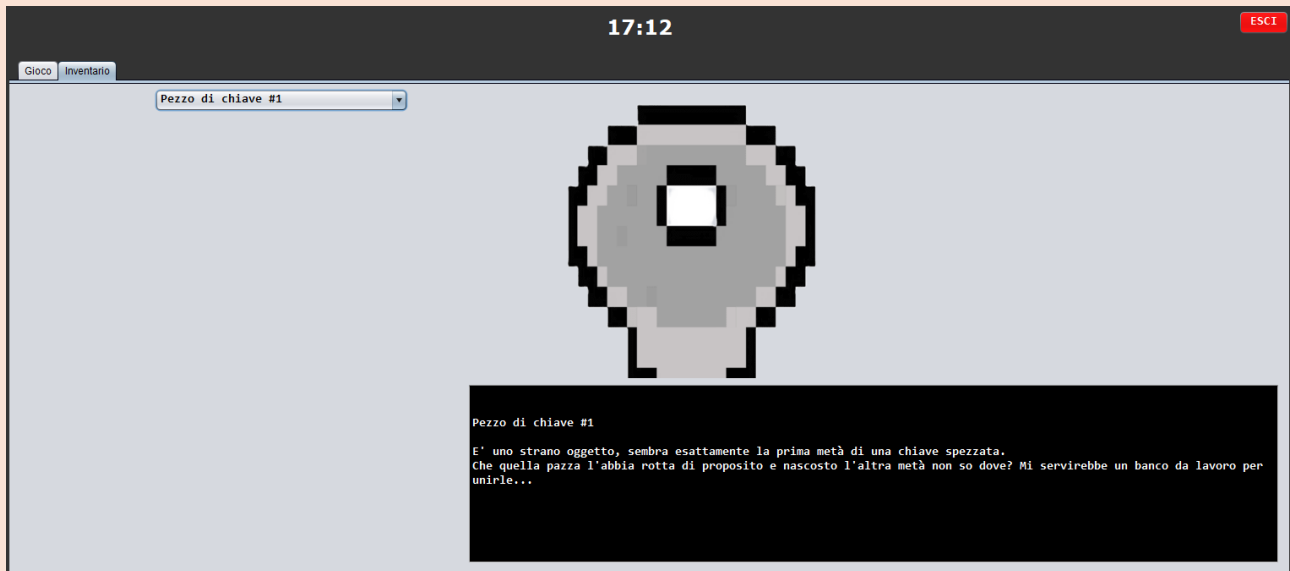 17:12
ESCI
Gioco Inventario
Pezzo di chiave #1
Pezzo di chiave #1
E' uno strano oggetto, sembra esattamente la prima metà di una chiave spezzata.
Che quella pazza l'abbia rotta di proposito e nascosto l'altra metà non so dove? Mi servirebbe un banco da lavoro per
unirle...